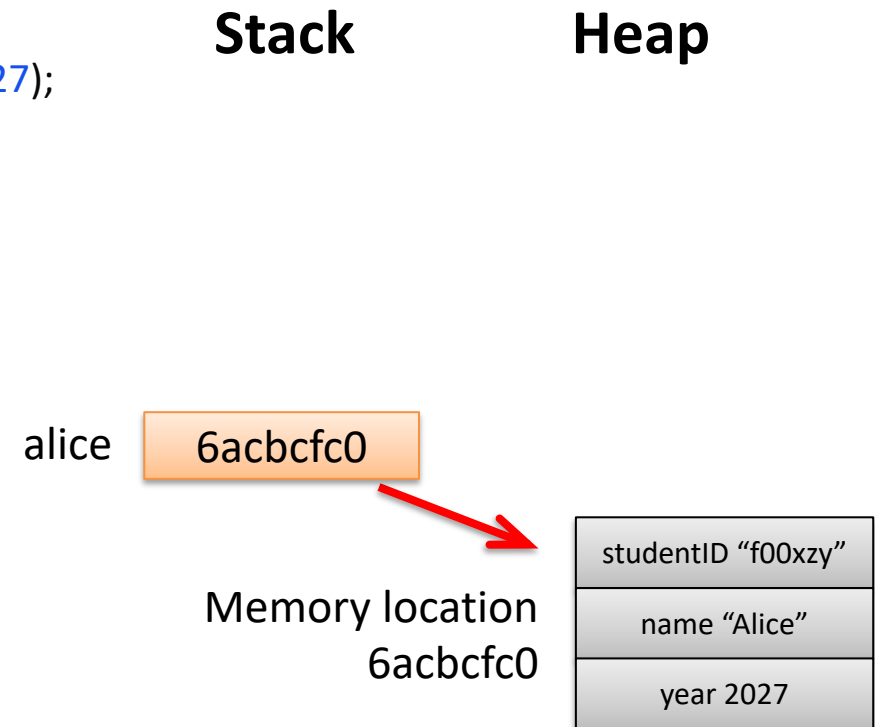 Stack Heap
27);
alice 6acbcfc0
studentID “f00xzy”
Memory location
6acbcfc0
name “Alice”
year 2027